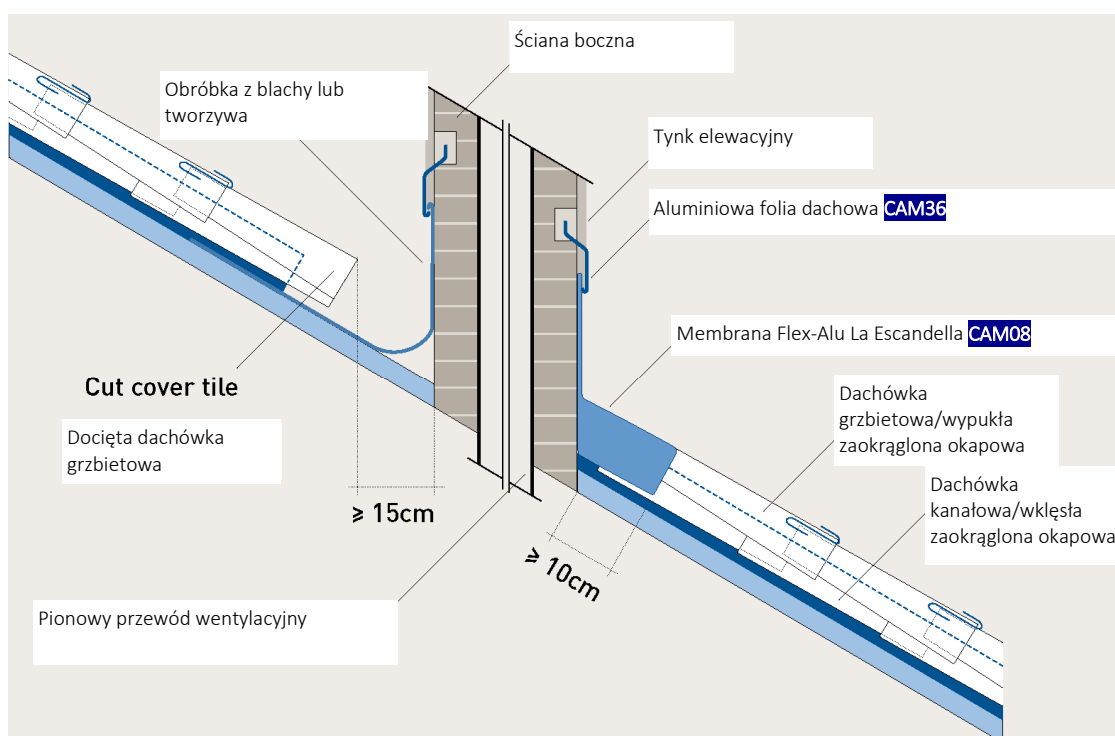 Ściana boczna
Obróbka z blachy lub
tworzywa
Tynk elewacyjny
Aluminiowa folia dachowa CAM36
Membrana Flex-Alu La Escandella CAM08
Cut cover tile
Docięta dachówka
grzbietowa
Dachówka
grzbietowa/wypukła
zaokrąglona okapowa
Dachówka
kanałowa/wklęsła
zaokrąglona okapowa
≥ 15cm
≥ 10cm
Pionowy przewód wentylacyjny